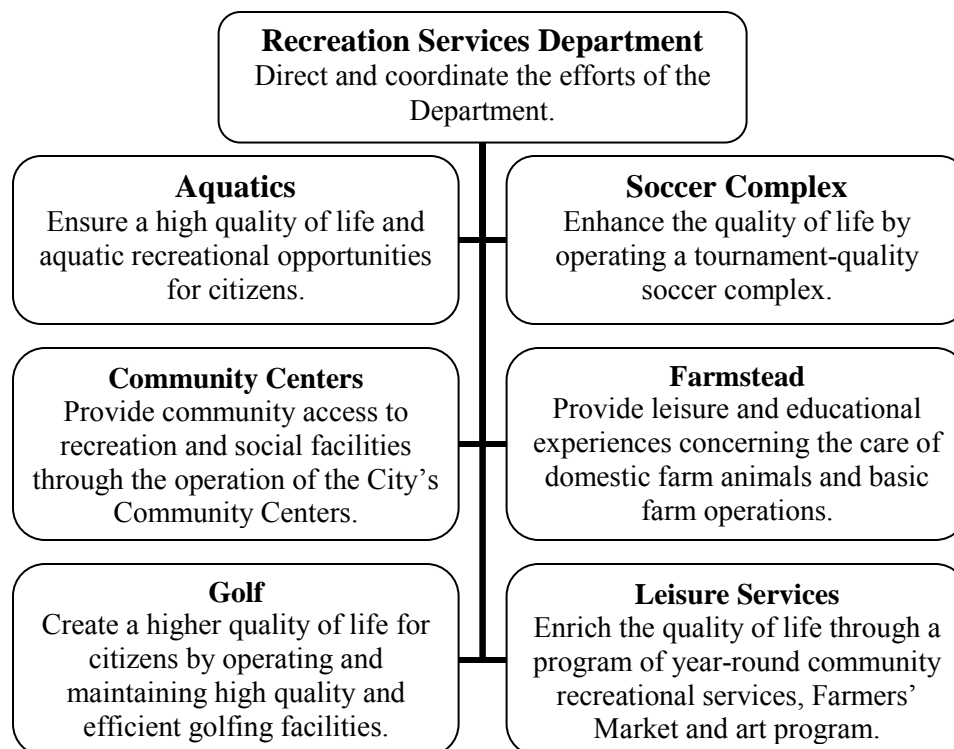 Recreation Services Department
Direct and coordinate the efforts of the
Department.
Aquatics
Ensure a high quality of life and
aquatic recreational opportunities
for citizens.
Soccer Complex
Enhance the quality of life by
operating a tournament-quality
soccer complex.
Community Centers
Provide community access to
recreation and social facilities
through the operation of the City’s
Community Centers.
Farmstead
Provide leisure and educational
experiences concerning the care of
domestic farm animals and basic
farm operations.
Golf
Create a higher quality of life for
citizens by operating and
maintaining high quality and
efficient golfing facilities.
Leisure Services
Enrich the quality of life through a
program of year-round community
recreational services, Farmers’
Market and art program.